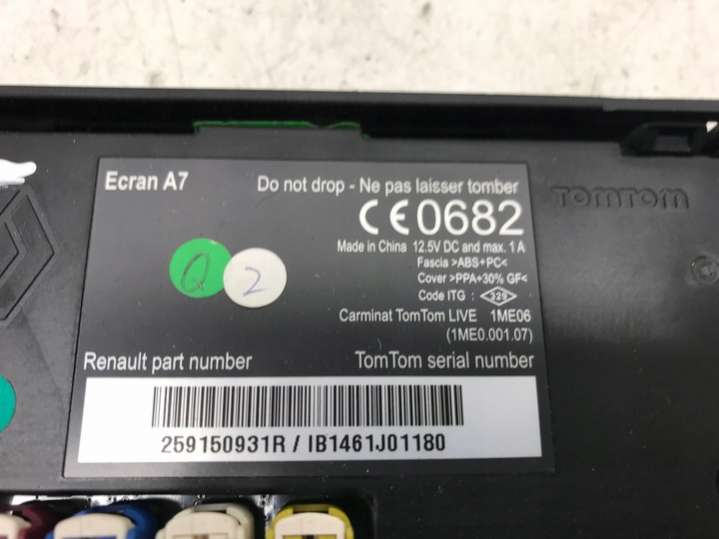 Ecran A7
Do not drop - Ne pas laisser tomber
CE0682
Made in China 12.5V DC and max. 1 A
Fascia >ABS+PC<
Cover >PPA+30% GF<
Code ITG : 329
Carminat TomTom LIVE 1ME06
(1ME0.001.07)
Q
2
Renault part number
TomTom serial number
259150931R / IB1461J01180
TOMTOM